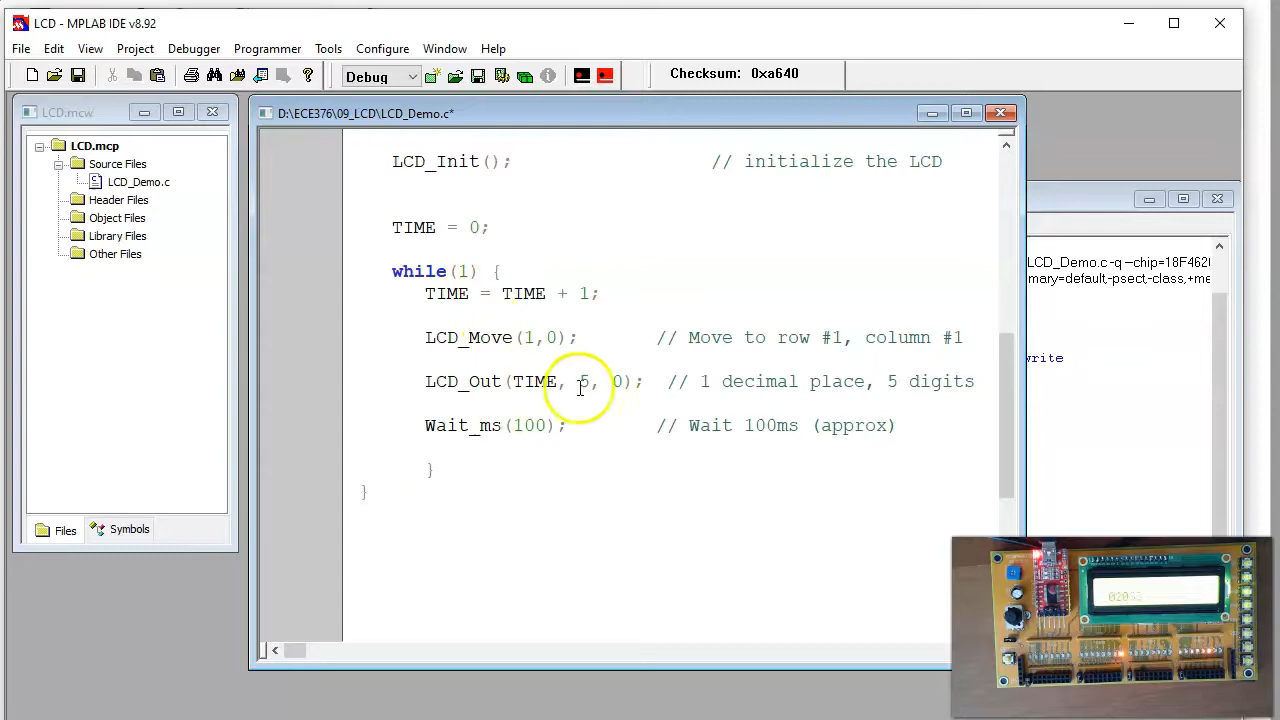 LCD - MPLAB IDE v8.92
File Edit View Project Debugger Programmer Tools Configure Window Help
Debug
Checksum: 0xa640
LCD.mcw
LCD.mcp
Source Files
LCD_Demo.c
Header Files
Object Files
Library Files
Other Files
Files Symbols
D:\ECE376\09_LCD\LCD_Demo.c*
LCD_Init(); // initialize the LCD
TIME = 0;
while(1) {
TIME = TIME + 1;
LCD_Move(1,0); // Move to row #1, column #1
LCD_Out(TIME, 5, 0); // 1 decimal place, 5 digits
Wait_ms(100); // Wait 100ms (approx)
}
}
LCD_Demo.c -q --chip=18F462
mary=default-psect-class,+me
write